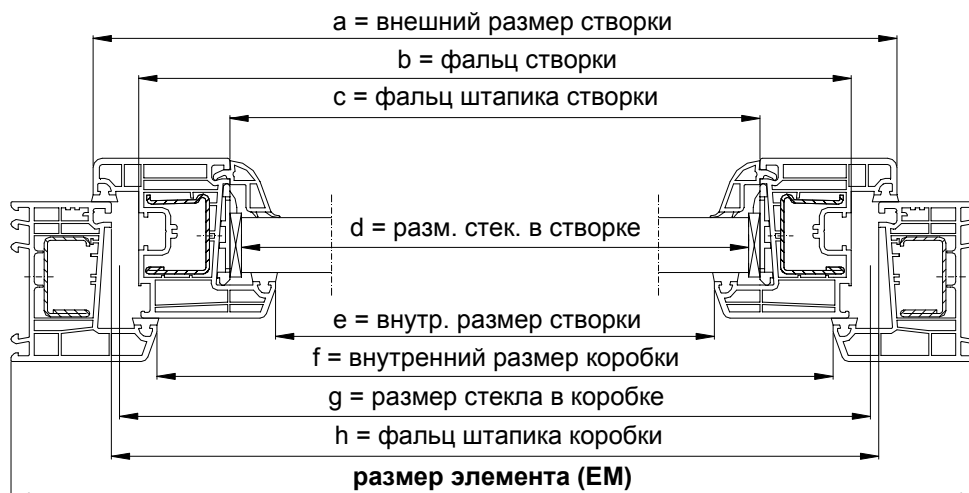 a = внешний размер створки
b = фальц створки
c = фальц штапика створки
d = разм. стек. в створке
e = внутр. размер створки
f = внутренний размер коробки
g = размер стекла в коробке
h = фальц штапика коробки
размер элемента (EM)